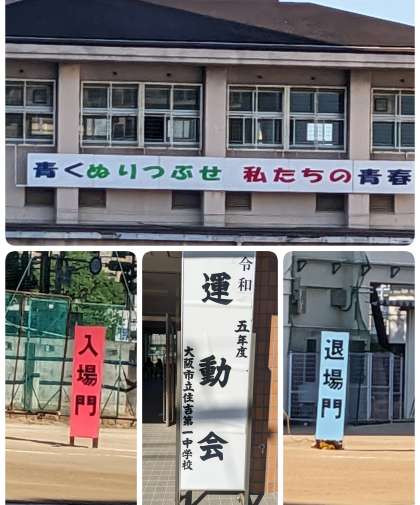 青くぬりつぶせ 私たちの青春
入場門
令和
五年度
運動会
大阪市立住吉第一中学校
退場門